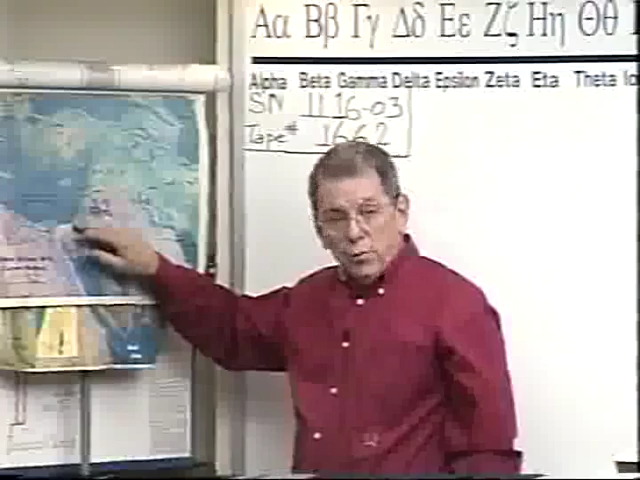 Αα Ββ Γγ Δδ Εε Ζζ Ηη Θθ
Alpha Beta Gamma Delta Epsilon Zeta Eta Theta Io
SN 11-16-03
Tape# 1662